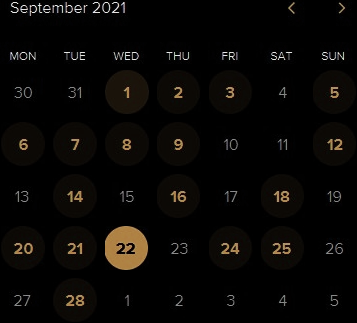 September 2021
MON TUE WED THU FRI SAT SUN
30 31 1 2 3 4 5
6 7 8 9 10 11 12
13 14 15 16 17 18 19
20 21 22 23 24 25 26
27 28 1 2 3 4 5